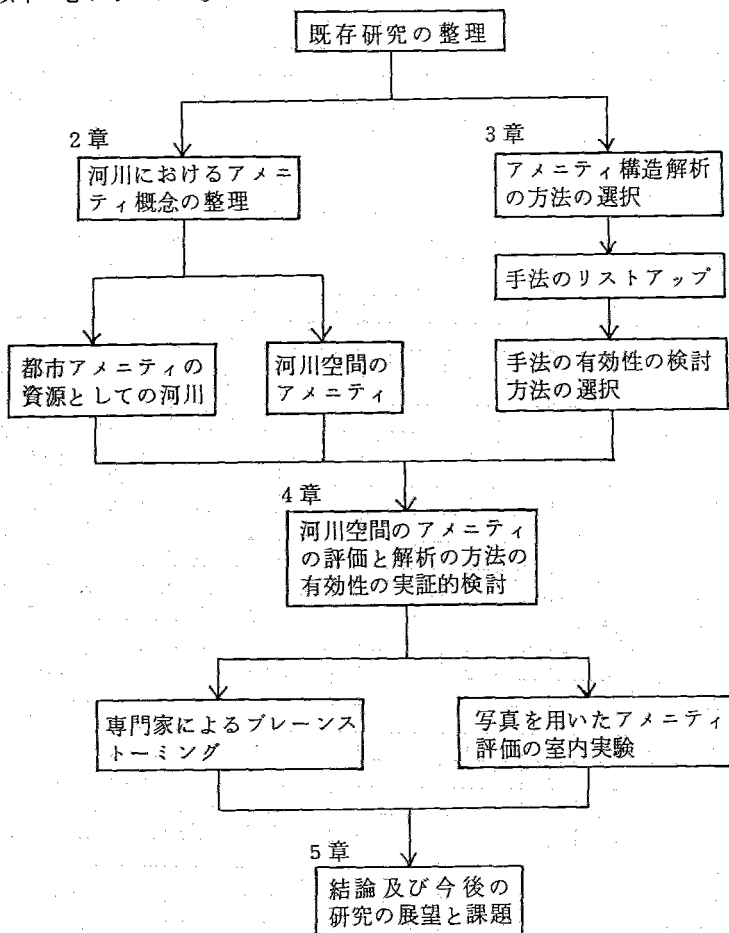 既存研究の整理
2章
3章
河川におけるアメニ
ティ概念の整理
アメニティ構造解析
の方法の選択
手法のリストアップ
都市アメニティの
資源としての河川
河川空間の
アメニティ
手法の有効性の検討
方法の選択
4章
河川空間のアメニティ
の評価と解析の方法の
有効性の実証的検討
専門家によるブレーンス
トーミング
写真を用いたアメニティ
評価の室内実験
5章
結論及び今後の
研究の展望と課題